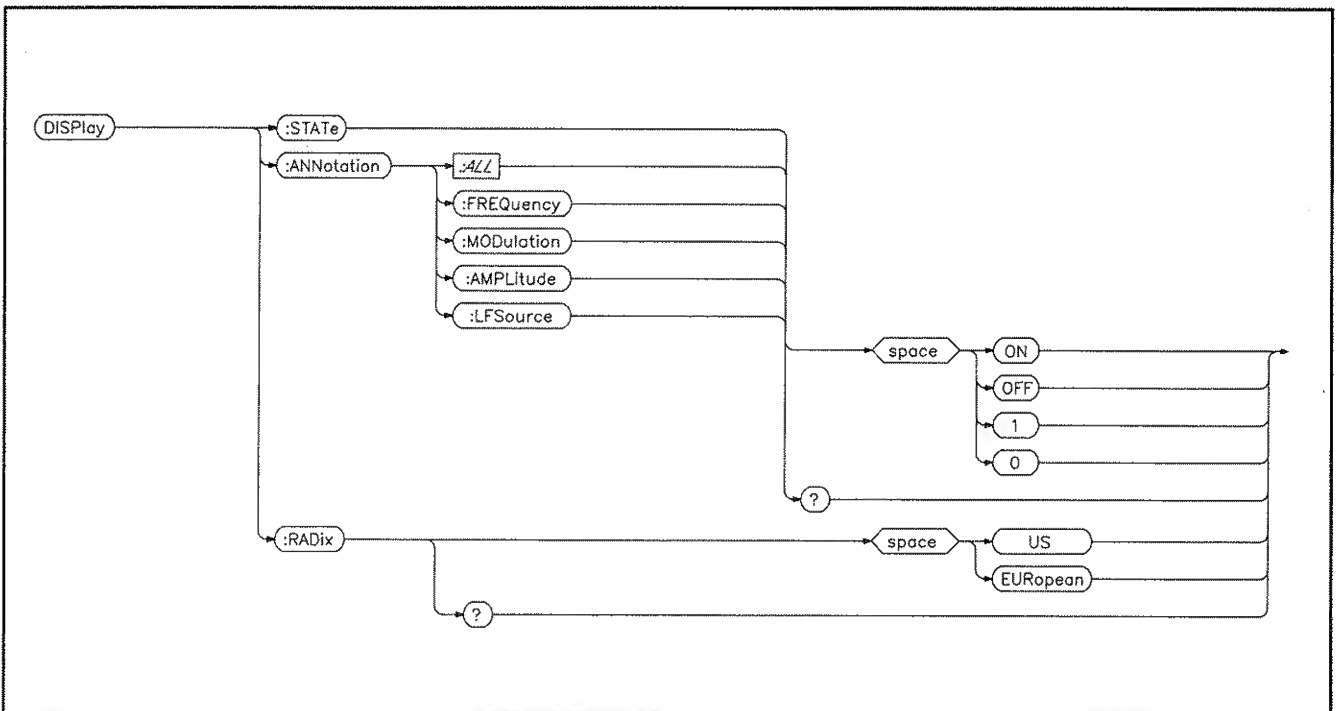 DISPlay
:STATe
:ANNotation
:ALL
:FREQuency
:MODulation
:AMPLitude
:LFSource
space
ON
OFF
1
0
?
:RADix
space
US
EURopean
?